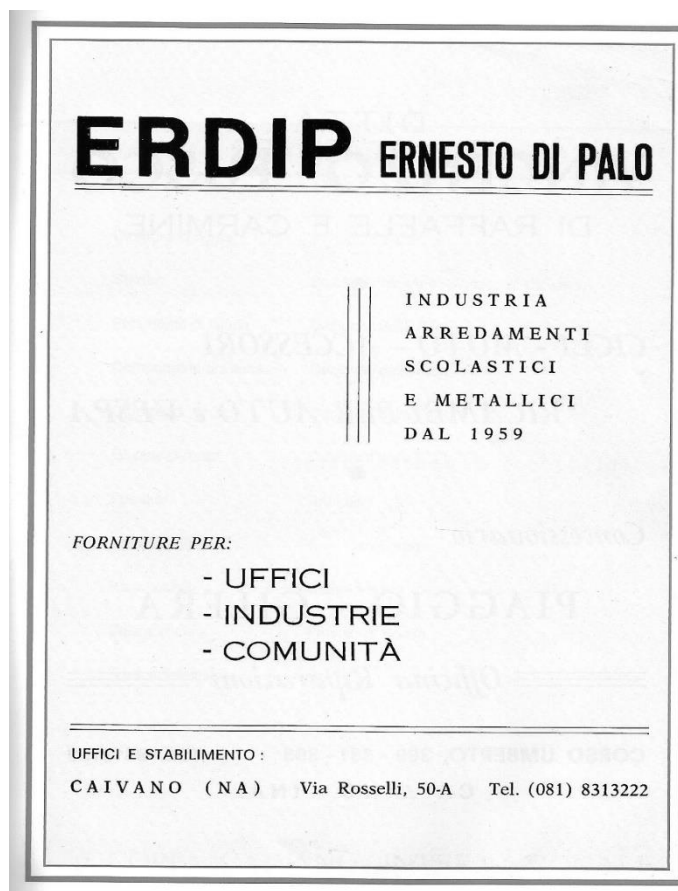 ERDIP ERNESTO DI PALO
INDUSTRIA
ARREDAMENTI
SCOLASTICI
E METALLICI
DAL 1959
FORNITURE PER:
- UFFICI
- INDUSTRIE
- COMUNITÀ
UFFICI E STABILIMENTO :
CAIVANO (NA) Via Rosselli, 50-A Tel. (081) 8313222